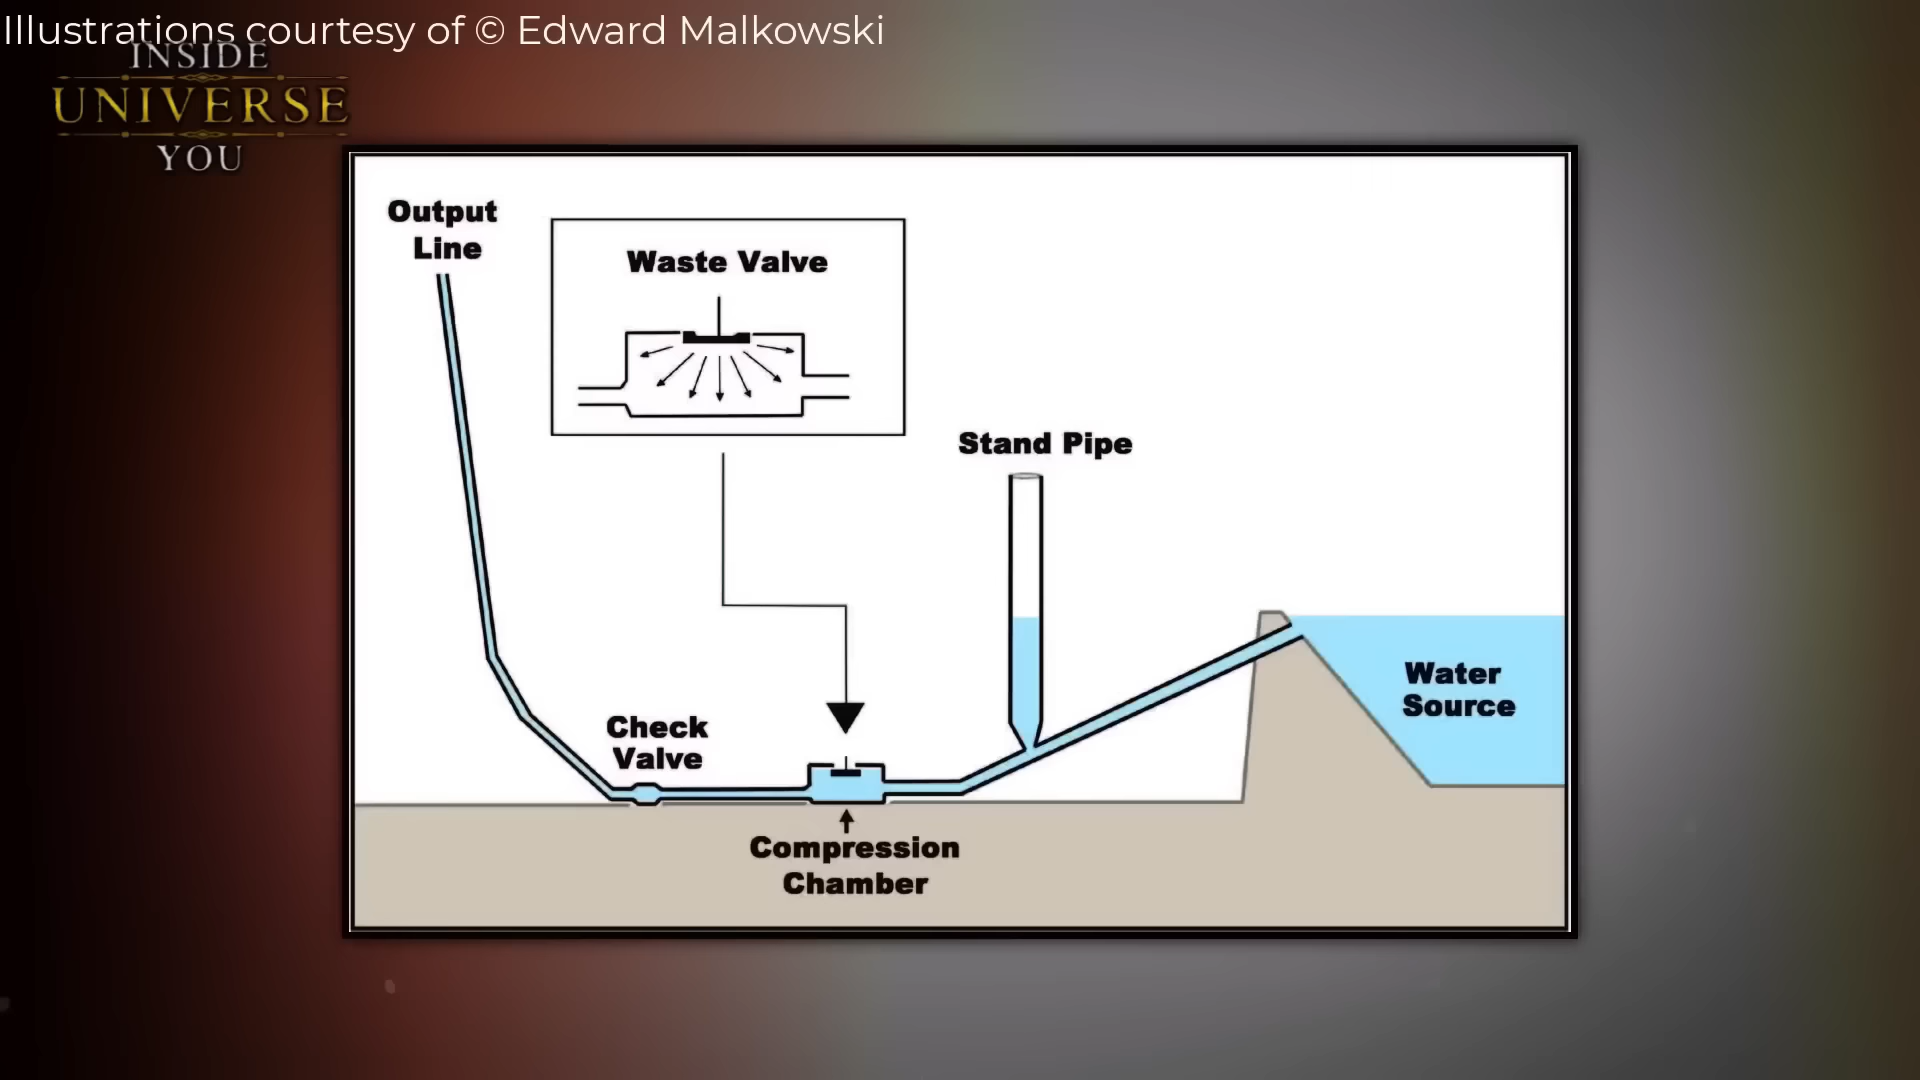 Illustrations courtesy of © Edward Malkowski
INSIDE
UNIVERSE
YOU
Output
Line
Waste Valve
Stand Pipe
Water
Source
Check
Valve
Compression
Chamber